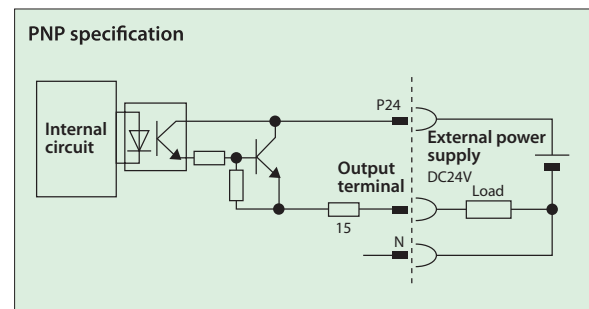 PNP specification
P24
Internal
circuit
External power
supply
DC24V
Output
terminal
Load
15
N